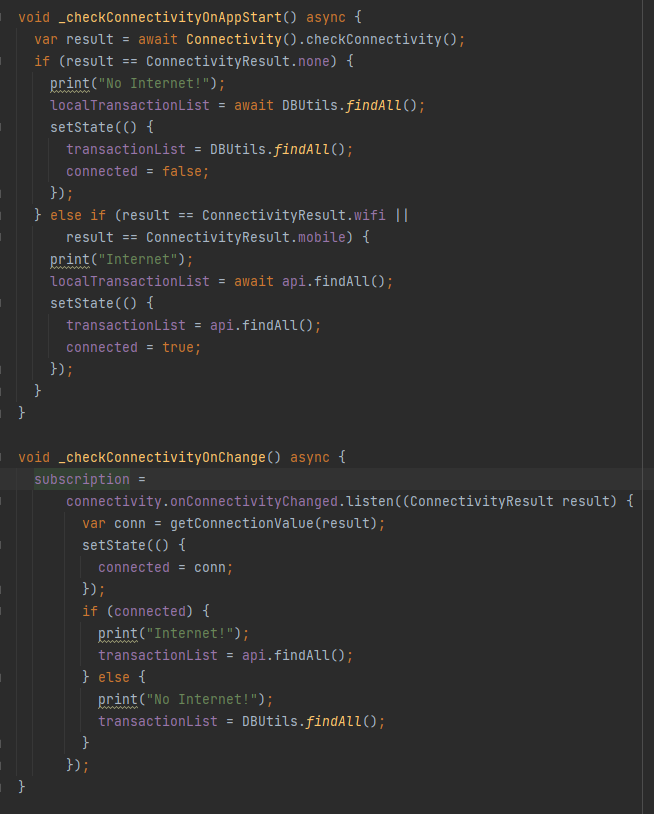 void _checkConnectivityOnAppStart() async {
  var result = await Connectivity().checkConnectivity();
  if (result == ConnectivityResult.none) {
    print("No Internet!");
    localTransactionList = await DBUtils.findAll();
    setState(() {
      transactionList = DBUtils.findAll();
      connected = false;
    });
  } else if (result == ConnectivityResult.wifi ||
      result == ConnectivityResult.mobile) {
    print("Internet");
    localTransactionList = await api.findAll();
    setState(() {
      transactionList = api.findAll();
      connected = true;
    });
  }
}

void _checkConnectivityOnChange() async {
  subscription =
      connectivity.onConnectivityChanged.listen((ConnectivityResult result) {
        var conn = getConnectionValue(result);
        setState(() {
          connected = conn;
        });
        if (connected) {
          print("Internet!");
          transactionList = api.findAll();
        } else {
          print("No Internet!");
          transactionList = DBUtils.findAll();
        }
      });
}